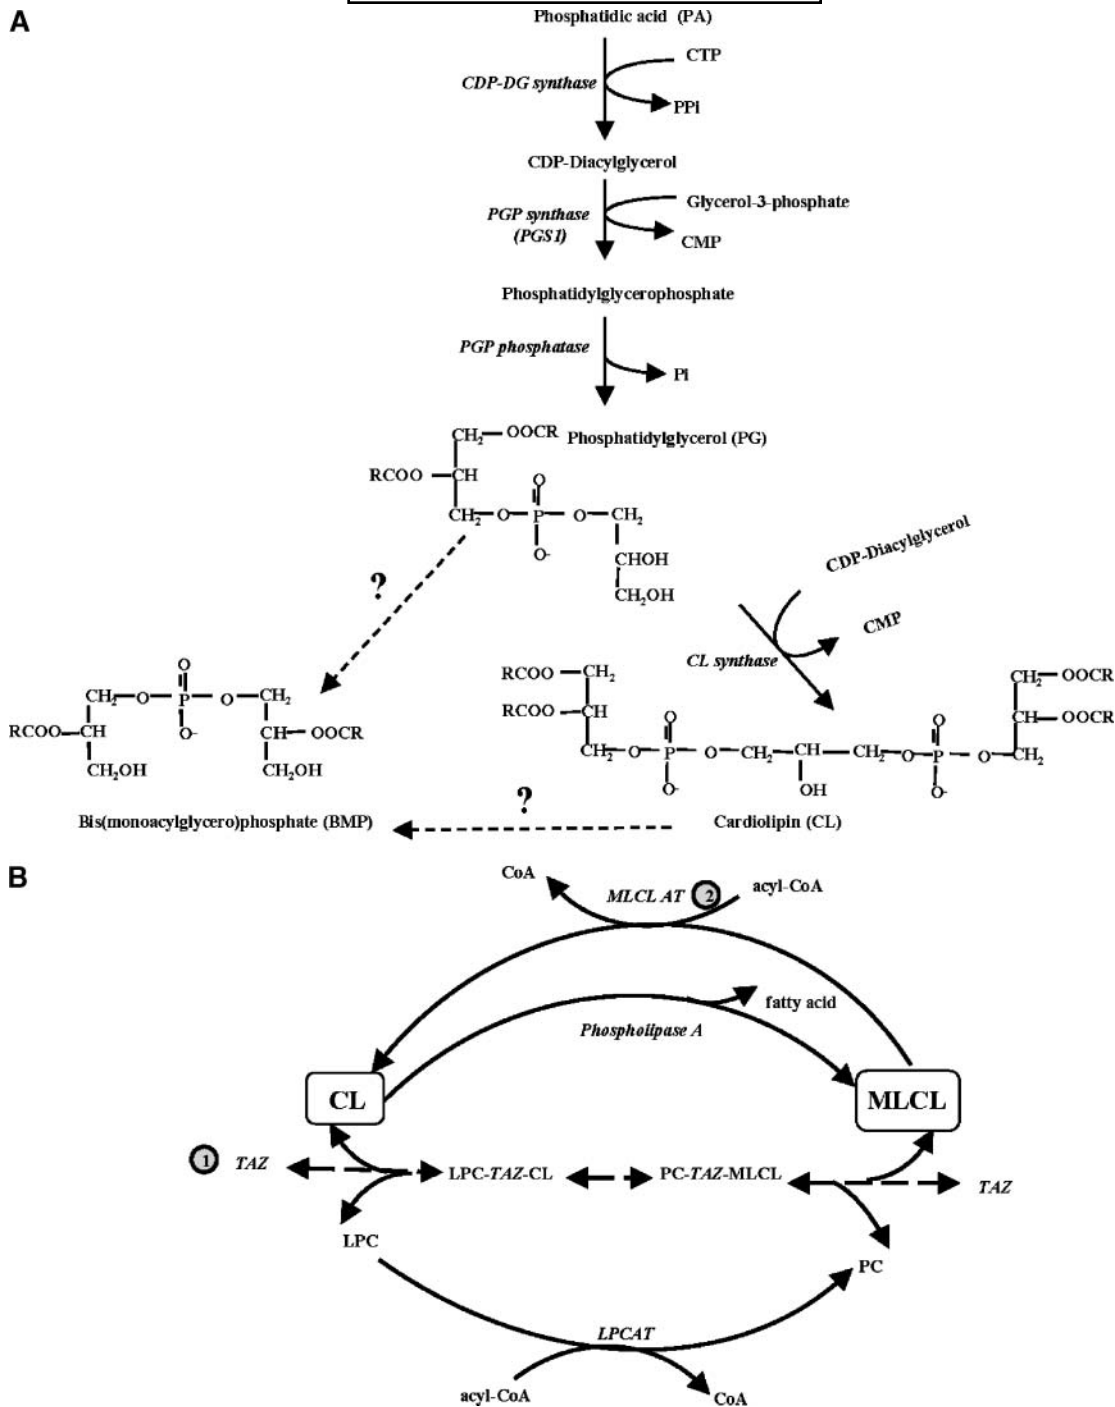 A
Phosphatidic acid (PA)
CTP
CDP-DG synthase
PPi
CDP-Diacylglycerol
Glycerol-3-phosphate
PGP synthase
(PGS1)
CMP
Phosphatidylglycerophosphate
PGP phosphatase
Pi
CH2 OOCR Phosphatidylglycerol (PG)
RCOO CH
O
CH2 O P O CH2
O-
CHOH
CH2OH
?
CDP-Diacylglycerol
CMP
CL synthase
O
CH2 O P O CH2
O-
RCOO CH CH OOCR
CH2OH CH2OH
RCOO CH2
RCOO CH
O
CH2 O P O CH2 CH CH2 O P O CH2
O- OH O-
O
CH2 OOCR
CH OOCR
?
Bis(monoacylglycero)phosphate (BMP)
Cardiolipin (CL)
B
CoA
MLCL AT 2
acyl-CoA
fatty acid
Phospholipase A
CL
MLCL
1 TAZ
LPC-TAZ-CL
PC-TAZ-MLCL
TAZ
LPC
PC
LPCAT
acyl-CoA
CoA